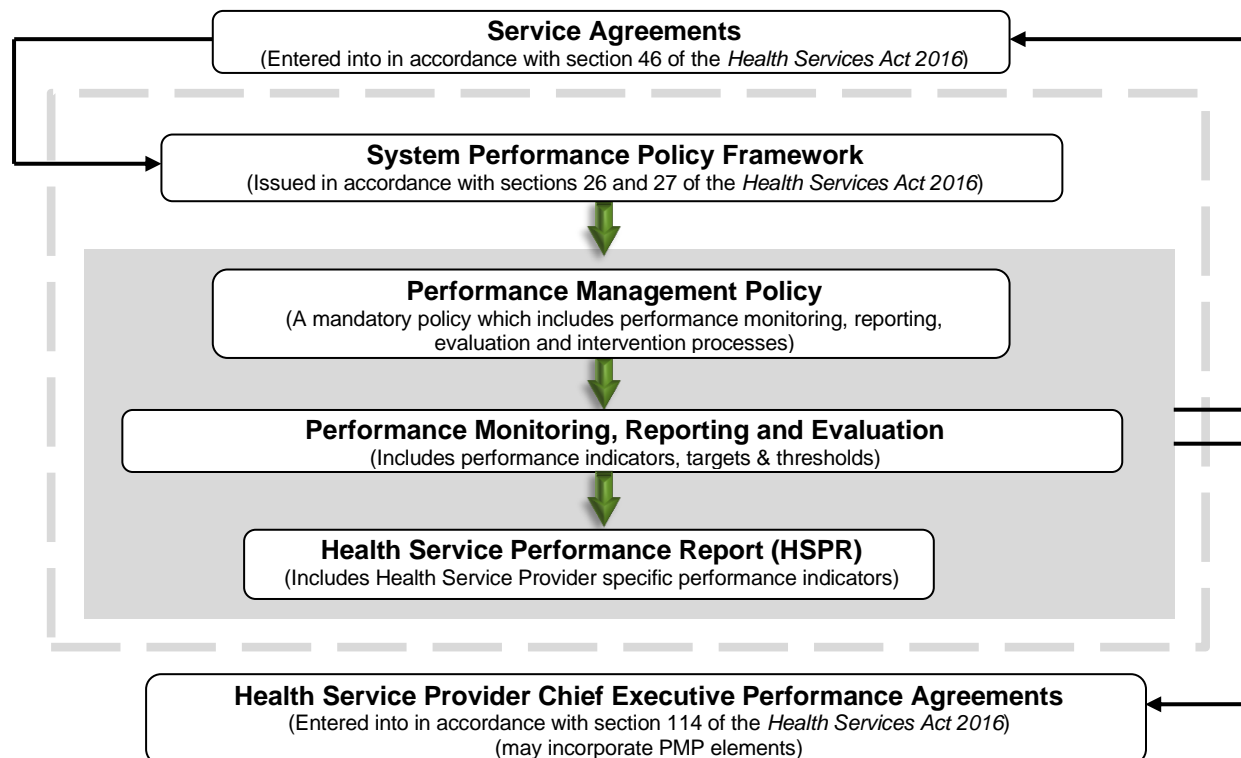 Service Agreements
(Entered into in accordance with section 46 of the Health Services Act 2016)
System Performance Policy Framework
(Issued in accordance with sections 26 and 27 of the Health Services Act 2016)
Performance Management Policy
(A mandatory policy which includes performance monitoring, reporting,
evaluation and intervention processes)
Performance Monitoring, Reporting and Evaluation
(Includes performance indicators, targets & thresholds)
Health Service Performance Report (HSPR)
(Includes Health Service Provider specific performance indicators)
Health Service Provider Chief Executive Performance Agreements
(Entered into in accordance with section 114 of the Health Services Act 2016)
(may incorporate PMP elements)